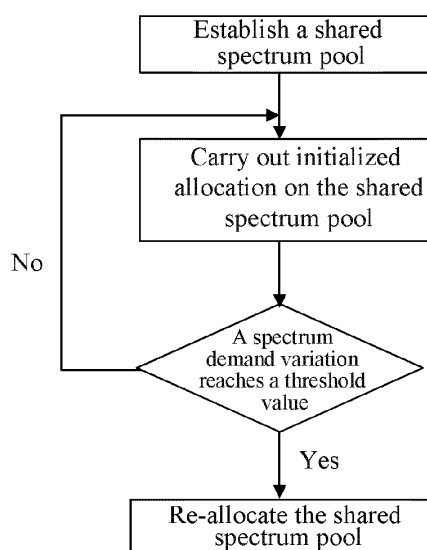 Establish a shared
spectrum pool
Carry out initialized
allocation on the shared
spectrum pool
No
A spectrum
demand variation
reaches a threshold
value
Yes
Re-allocate the shared
spectrum pool